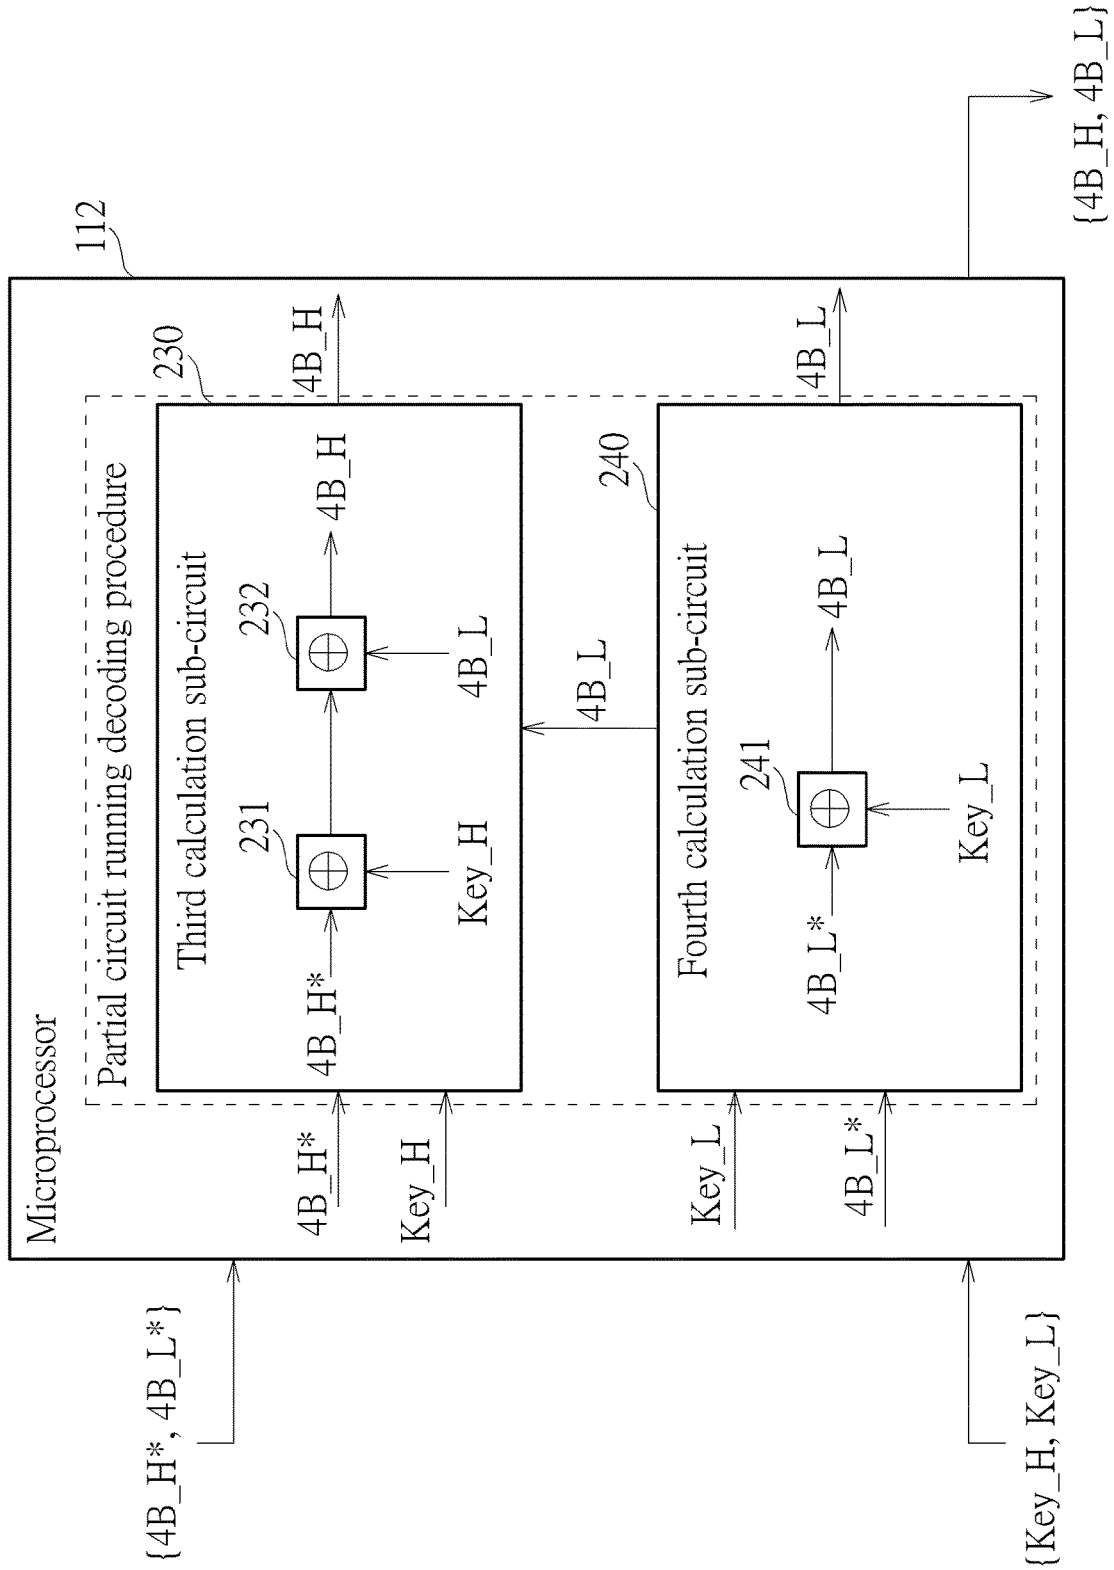 Microprocessor
112
Partial circuit running decoding procedure
230
Third calculation sub-circuit
{4B_H*, 4B_L*}
4B_H*
Key_H
4B_H*
231
Key_H
232
4B_L
4B_H
4B_H
4B_L
240
Fourth calculation sub-circuit
Key_L
4B_L*
4B_L*
241
Key_L
4B_L
4B_L
{Key_H, Key_L}
{4B_H, 4B_L}